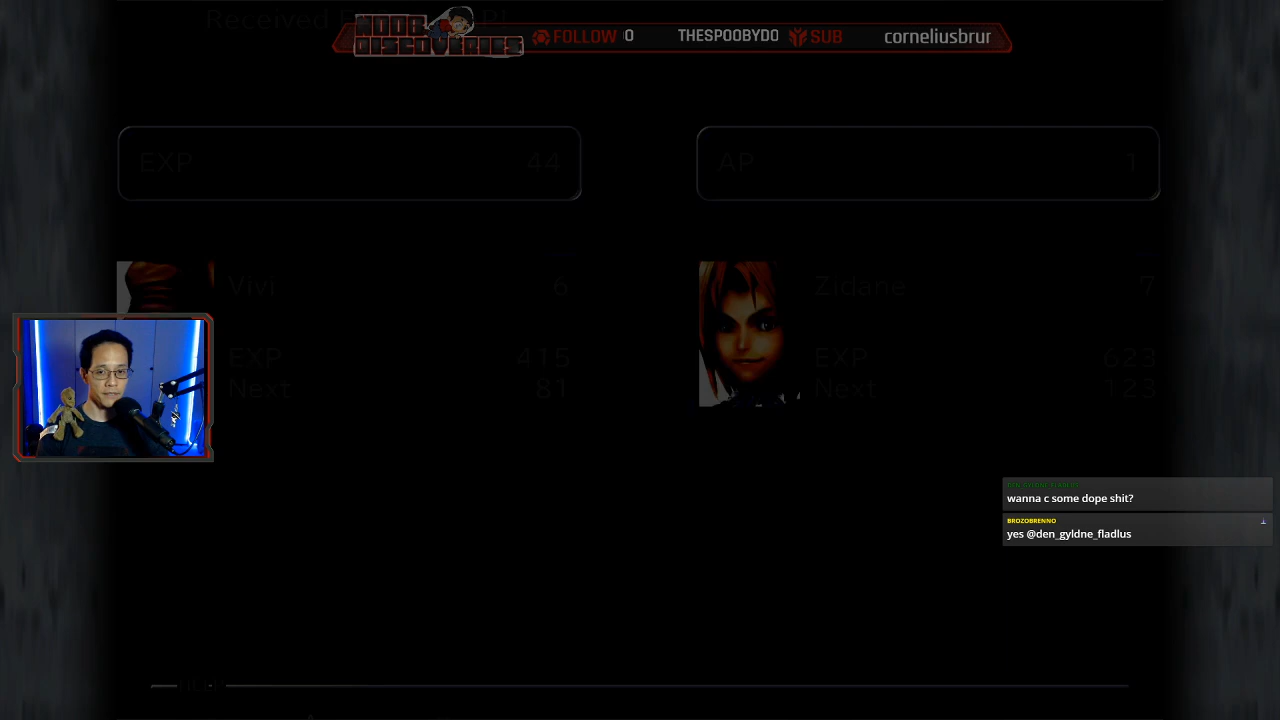 Received
NOOB
DISCOVERIES
FOLLOW
THESPOOBYDO
SUB
corneliusbrur
EXP 44
AP 1
Vivi 6
EXP 415
Next 81
Zidane 7
EXP 623
Next 123
DEN_GYLDNE_FLADLUS
wanna c some dope shit?
BROZOBRENNO
yes @den_gyldne_fladlus